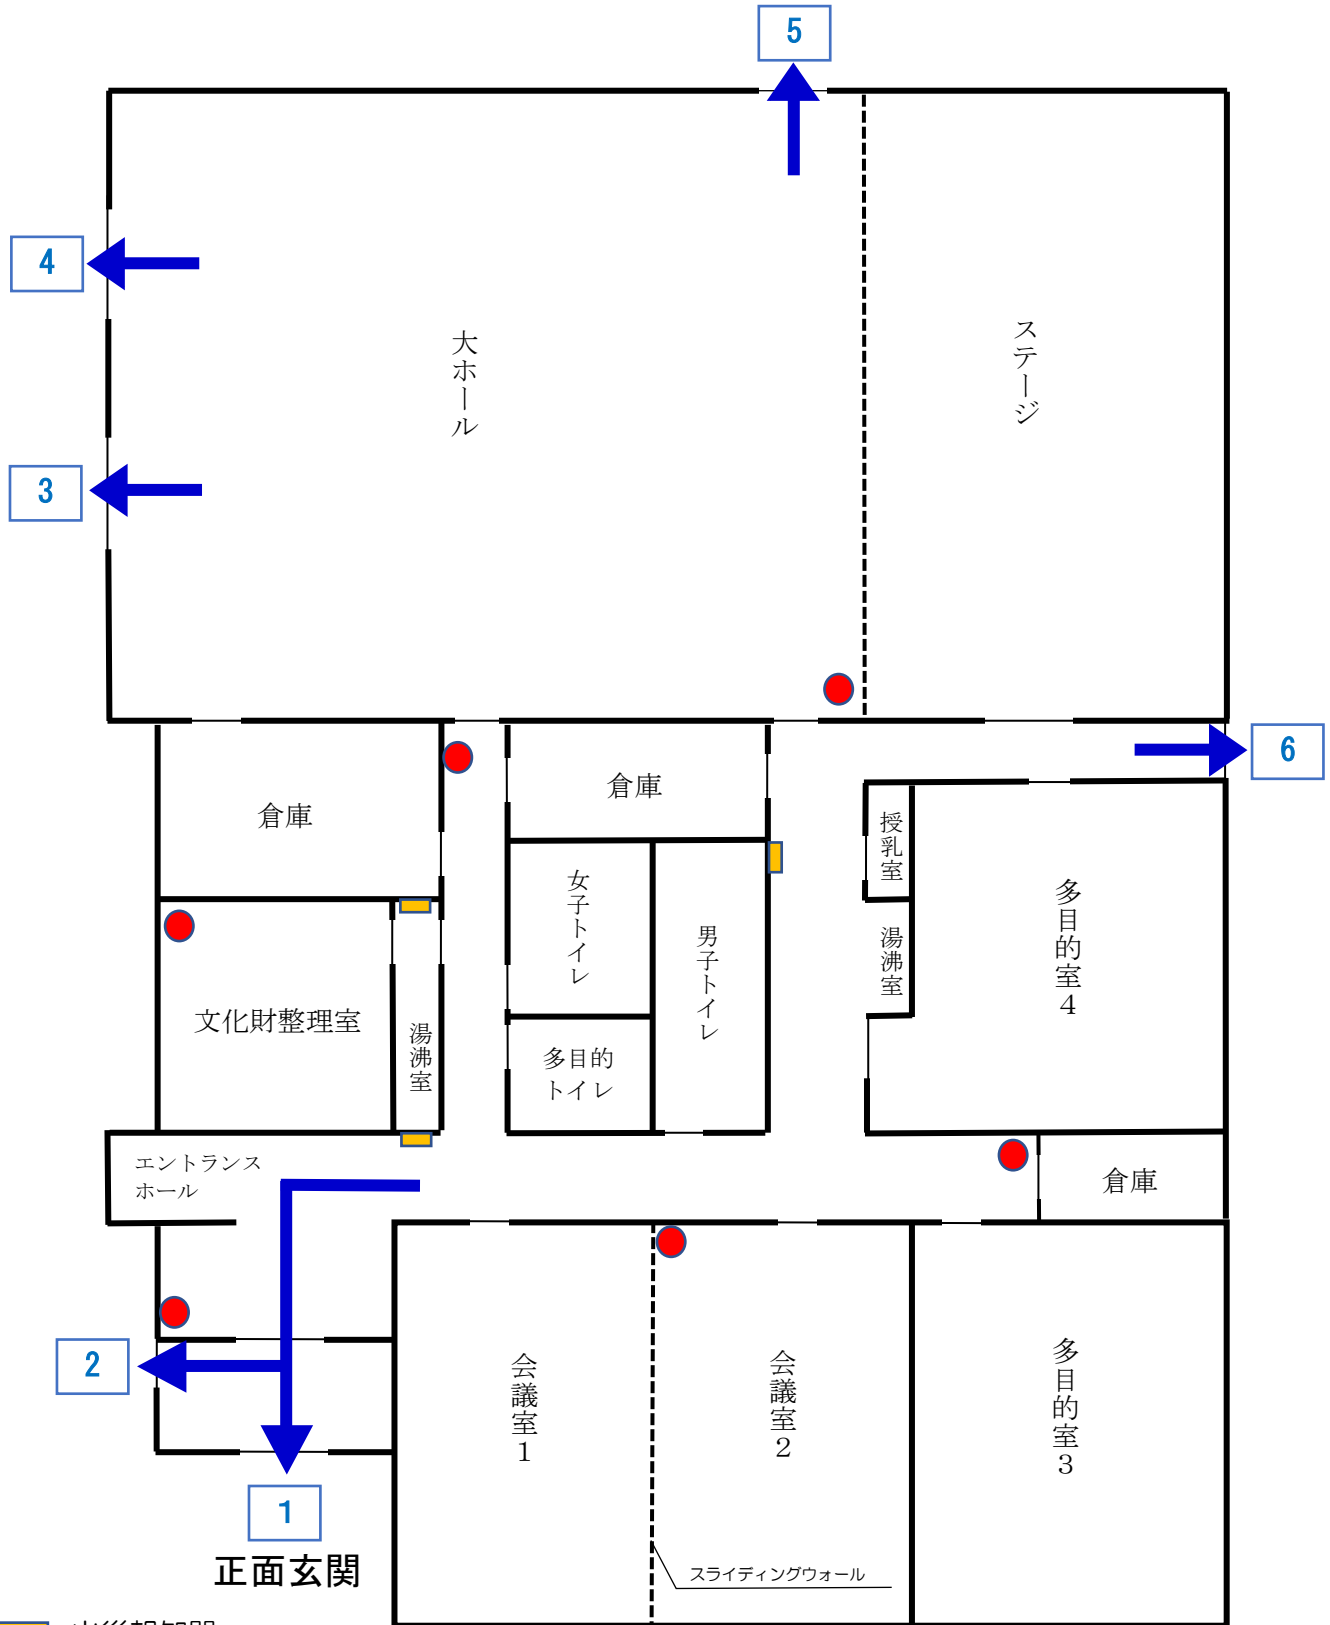 5
4
大ホール
ステージ
3
6
倉庫
倉庫
授乳室
女子トイレ
男子トイレ
多目的室４
湯沸室
文化財整理室
湯沸室
多目的
トイレ
エントランス
ホール
倉庫
2
会議室１
会議室２
多目的室３
1
正面玄関
スライディングウォール